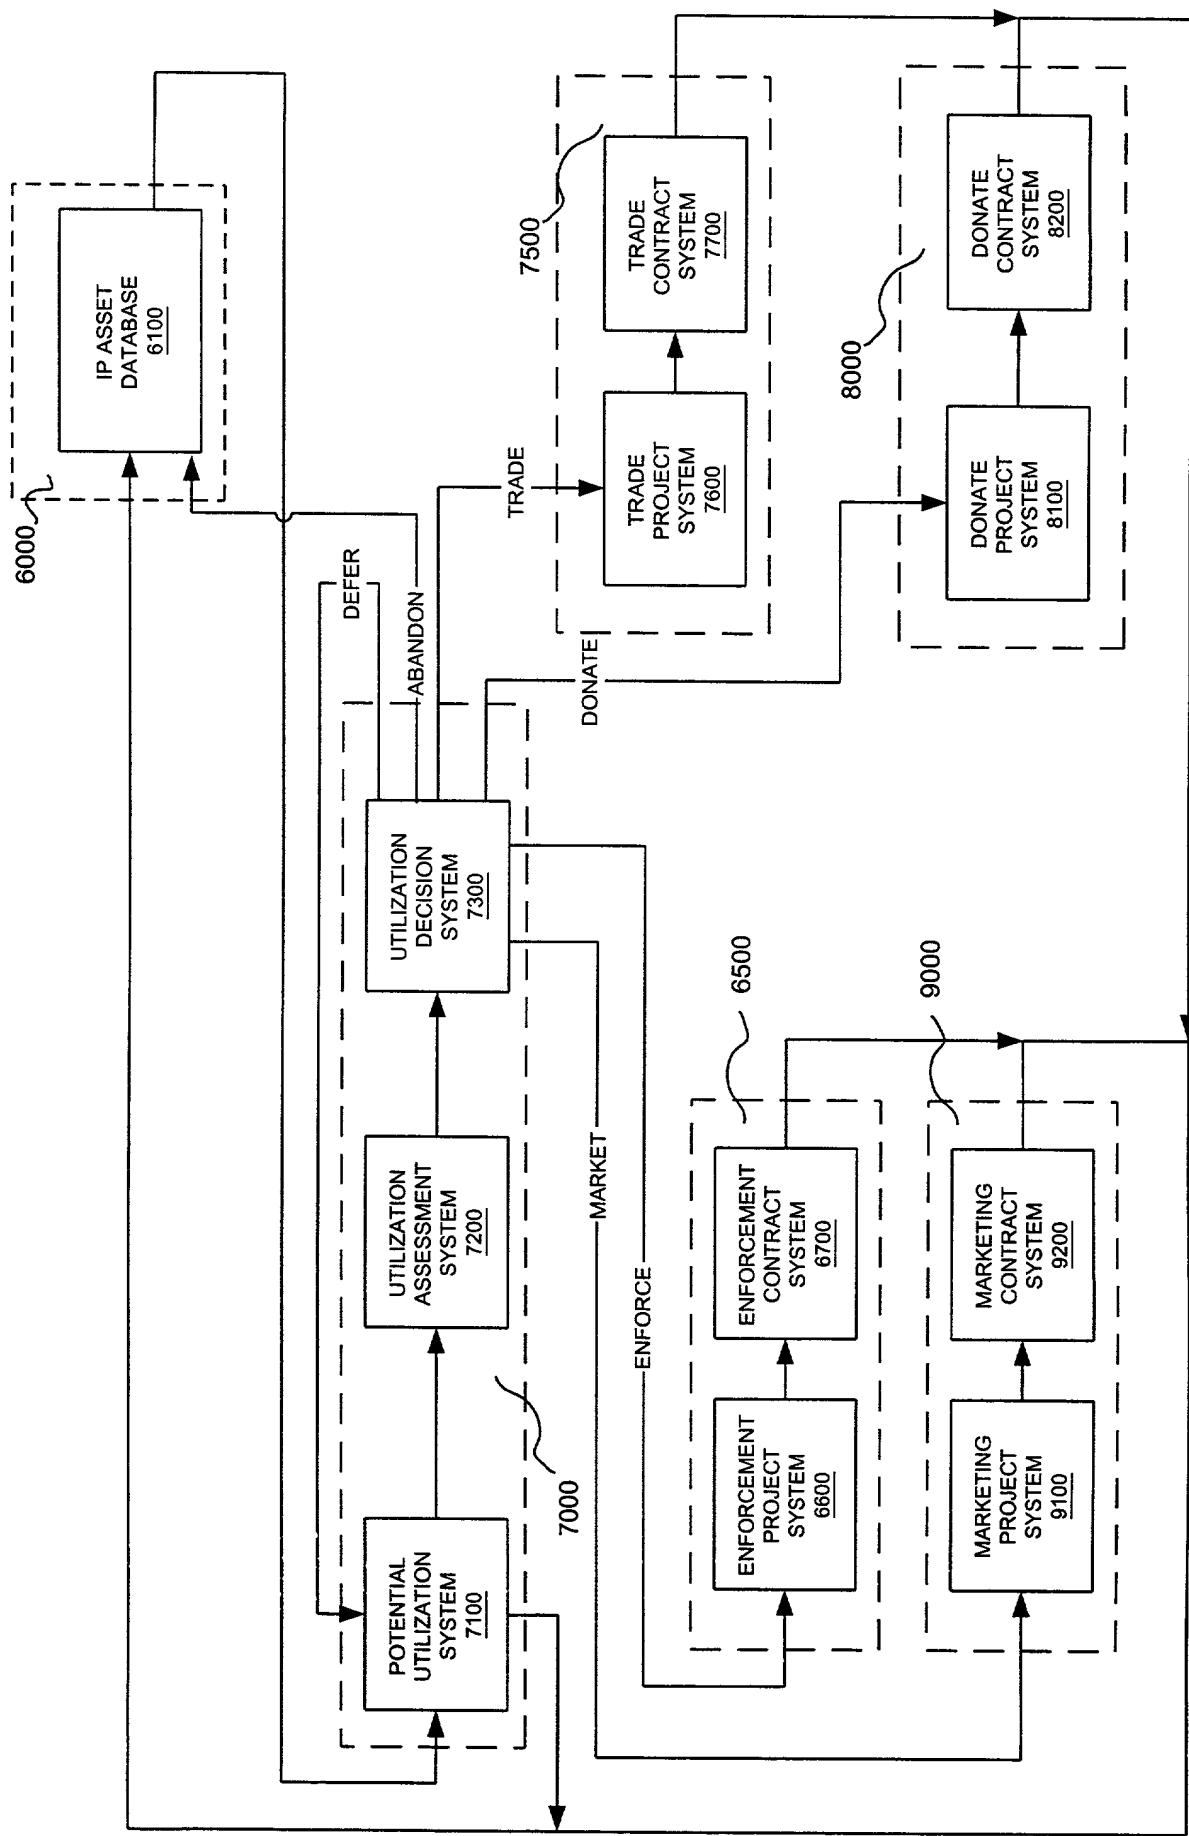 6000
IP ASSET
DATABASE
6100
DEFER
ABANDON
TRADE
DONATE
MARKET
ENFORCE
7000
POTENTIAL
UTILIZATION
SYSTEM
7100
UTILIZATION
ASSESSMENT
SYSTEM
7200
UTILIZATION
DECISION
SYSTEM
7300
7500
TRADE
PROJECT
SYSTEM
7600
TRADE
CONTRACT
SYSTEM
7700
8000
DONATE
PROJECT
SYSTEM
8100
DONATE
CONTRACT
SYSTEM
8200
6500
ENFORCEMENT
PROJECT
SYSTEM
6600
ENFORCEMENT
CONTRACT
SYSTEM
6700
9000
MARKETING
PROJECT
SYSTEM
9100
MARKETING
CONTRACT
SYSTEM
9200